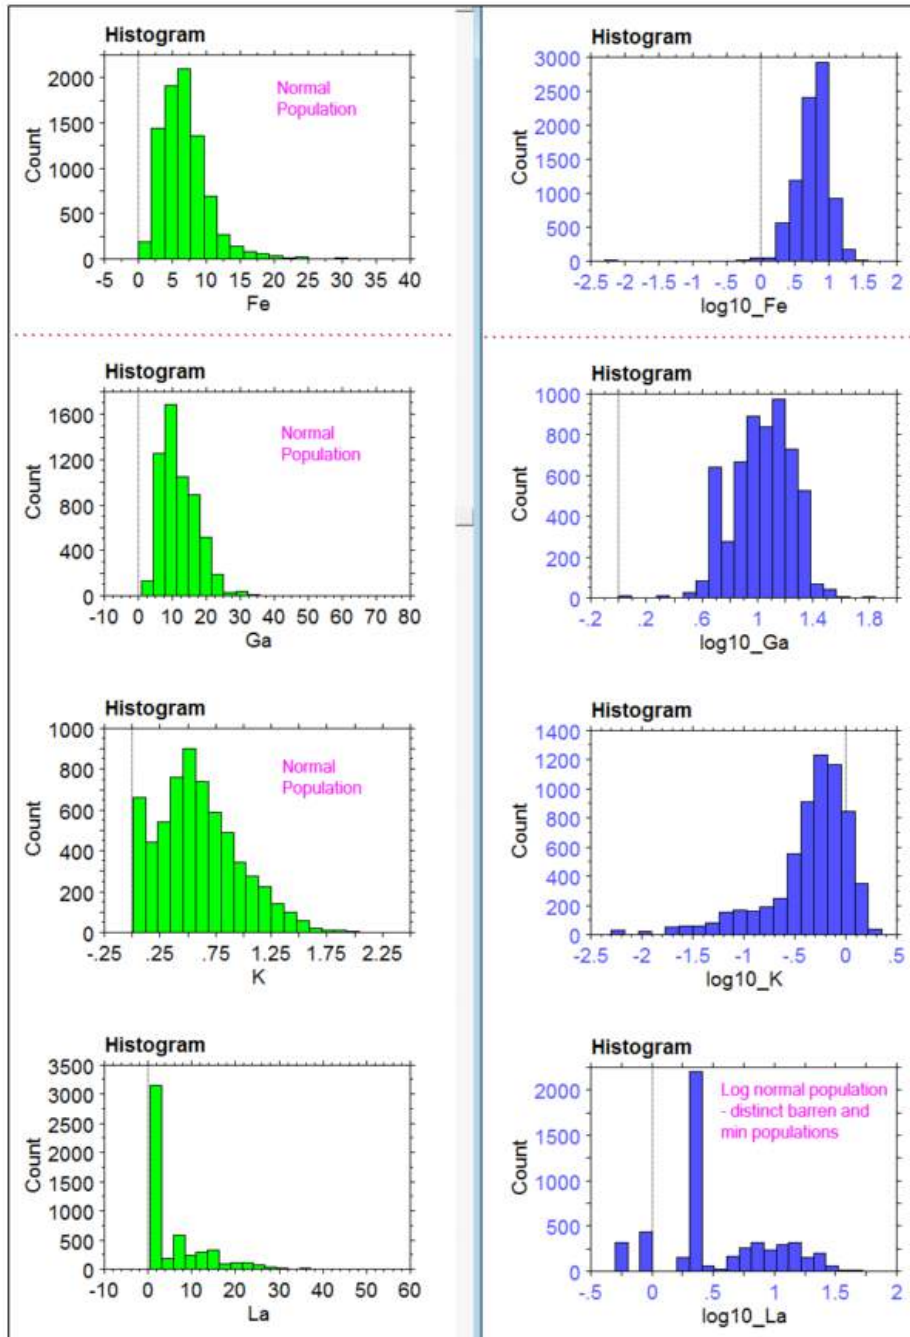 Histogram
2000
1500
1000
500
0
Count
Normal
Population
-5 0 5 10 15 20 25 30 35 40
Fe
Histogram
3000
2500
2000
1500
1000
500
0
Count
-2.5 -2 -1.5 -1 -.5 0 .5 1 1.5 2
log10_Fe
Histogram
1600
1200
800
400
0
Count
Normal
Population
-10 0 10 20 30 40 50 60 70 80
Ga
Histogram
1000
800
600
400
200
0
Count
-.2 .2 .6 1 1.4 1.8
log10_Ga
Histogram
1000
800
600
400
200
0
Count
Normal
Population
-.25 .25 .75 1.25 1.75 2.25
K
Histogram
1400
1200
1000
800
600
400
200
0
Count
-2.5 -2 -1.5 -1 -.5 0 .5
log10_K
Histogram
3500
3000
2500
2000
1500
1000
500
0
Count
-10 0 10 20 30 40 50 60
La
Histogram
2000
1500
1000
500
0
Count
Log normal population
- distinct barren and
min populations
-.5 0 .5 1 1.5 2
log10_La